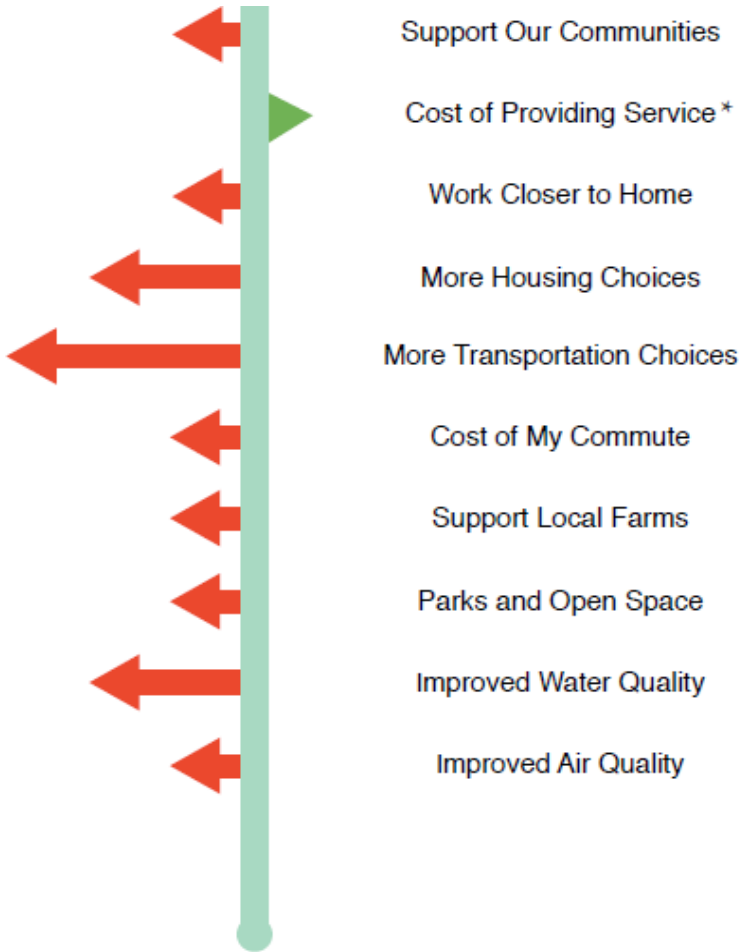 Support Our Communities
Cost of Providing Service*
Work Closer to Home
More Housing Choices
More Transportation Choices
Cost of My Commute
Support Local Farms
Parks and Open Space
Improved Water Quality
Improved Air Quality